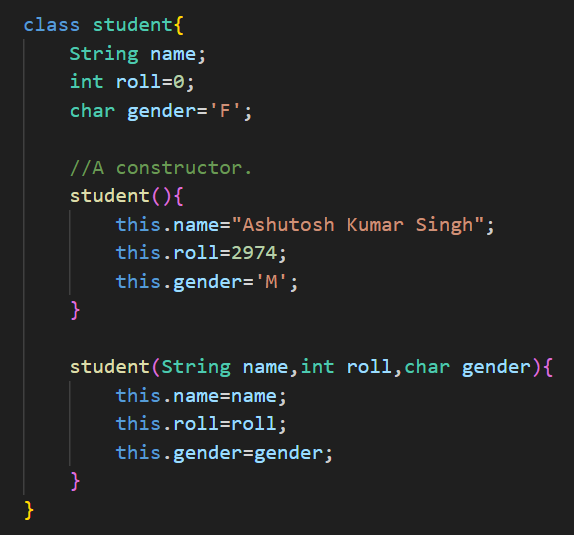 class student{
    String name;
    int roll=0;
    char gender='F';

    //A constructor.
    student(){
        this.name="Ashutosh Kumar Singh";
        this.roll=2974;
        this.gender='M';
    }

    student(String name,int roll,char gender){
        this.name=name;
        this.roll=roll;
        this.gender=gender;
    }
}